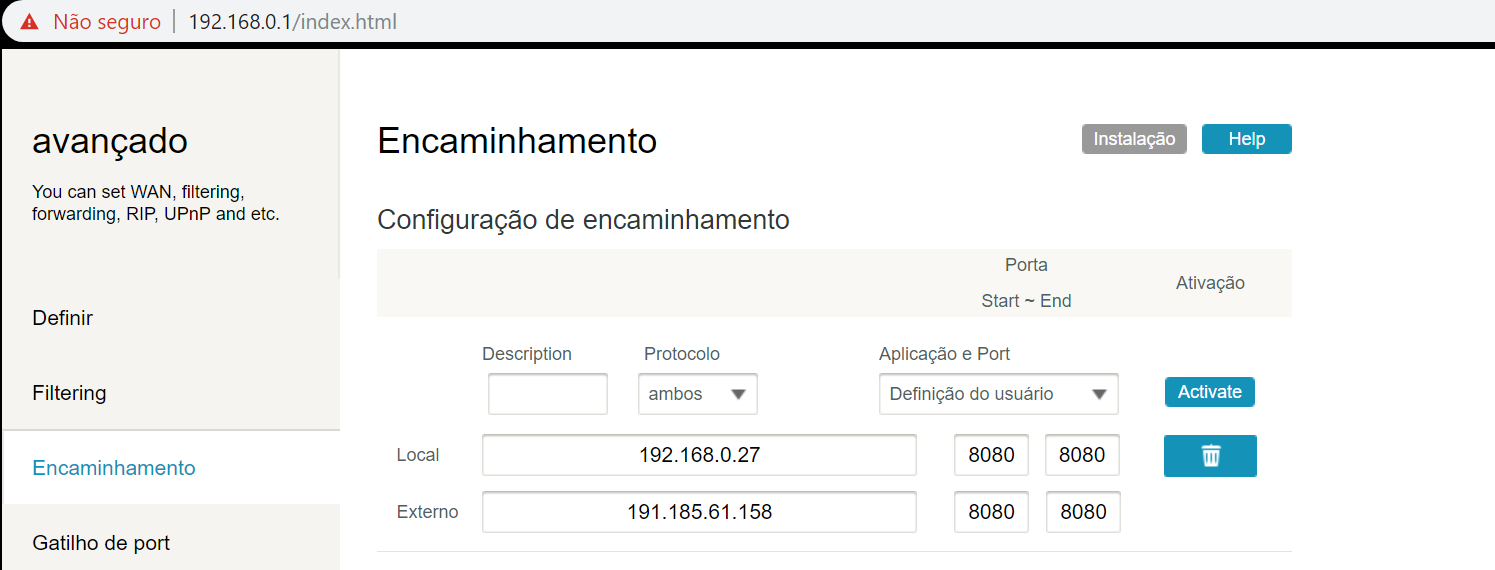 Não seguro 192.168.0.1/index.html
avançado
You can set WAN, filtering,
forwarding, RIP, UPnP and etc.
Definir
Filtering
Encaminhamento
Gatilho de port
Encaminhamento
Instalação Help
Configuração de encaminhamento
Porta
Start ~ End
Ativação
Description Protocolo Aplicação e Port
ambos Definição do usuário Activate
Local 192.168.0.27 8080 8080
Externo 191.185.61.158 8080 8080